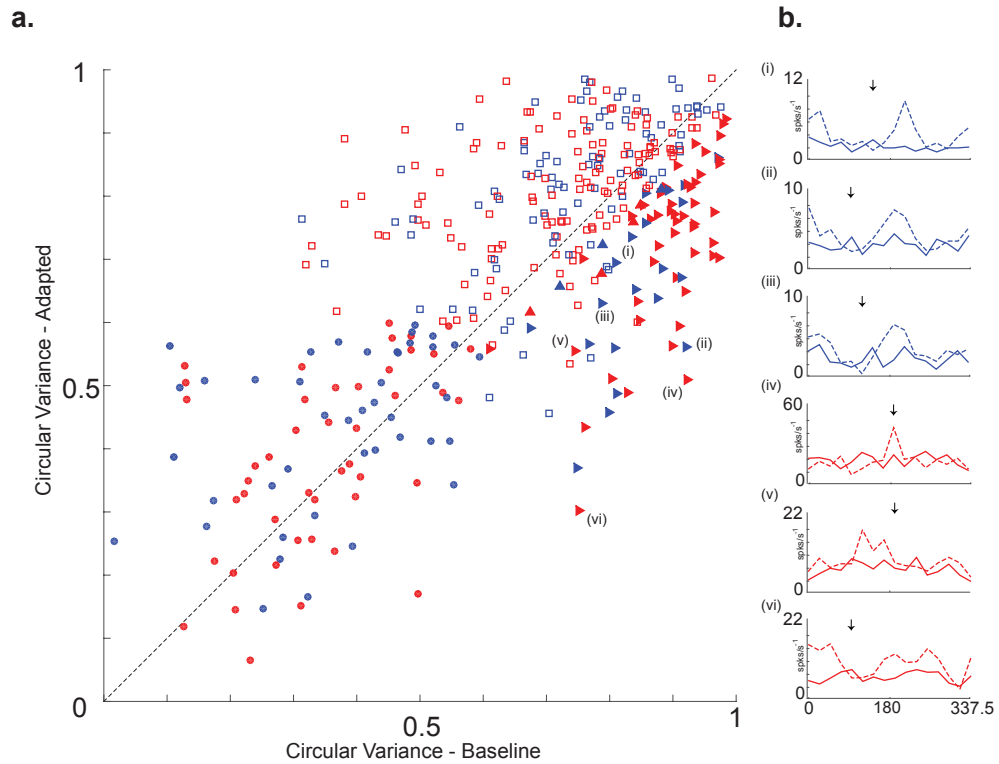 a.
1
0.5
0
0.5
1
Circular Variance - Adapted
Circular Variance - Baseline
(i)
(ii)
(iii)
(iv)
(v)
(vi)
b.
(i)
12
spks/s-1
0
(ii)
10
spks/s-1
0
(iii)
10
spks/s-1
0
(iv)
60
spks/s-1
0
(v)
22
spks/s-1
0
(vi)
22
spks/s-1
0
0 180 337.5